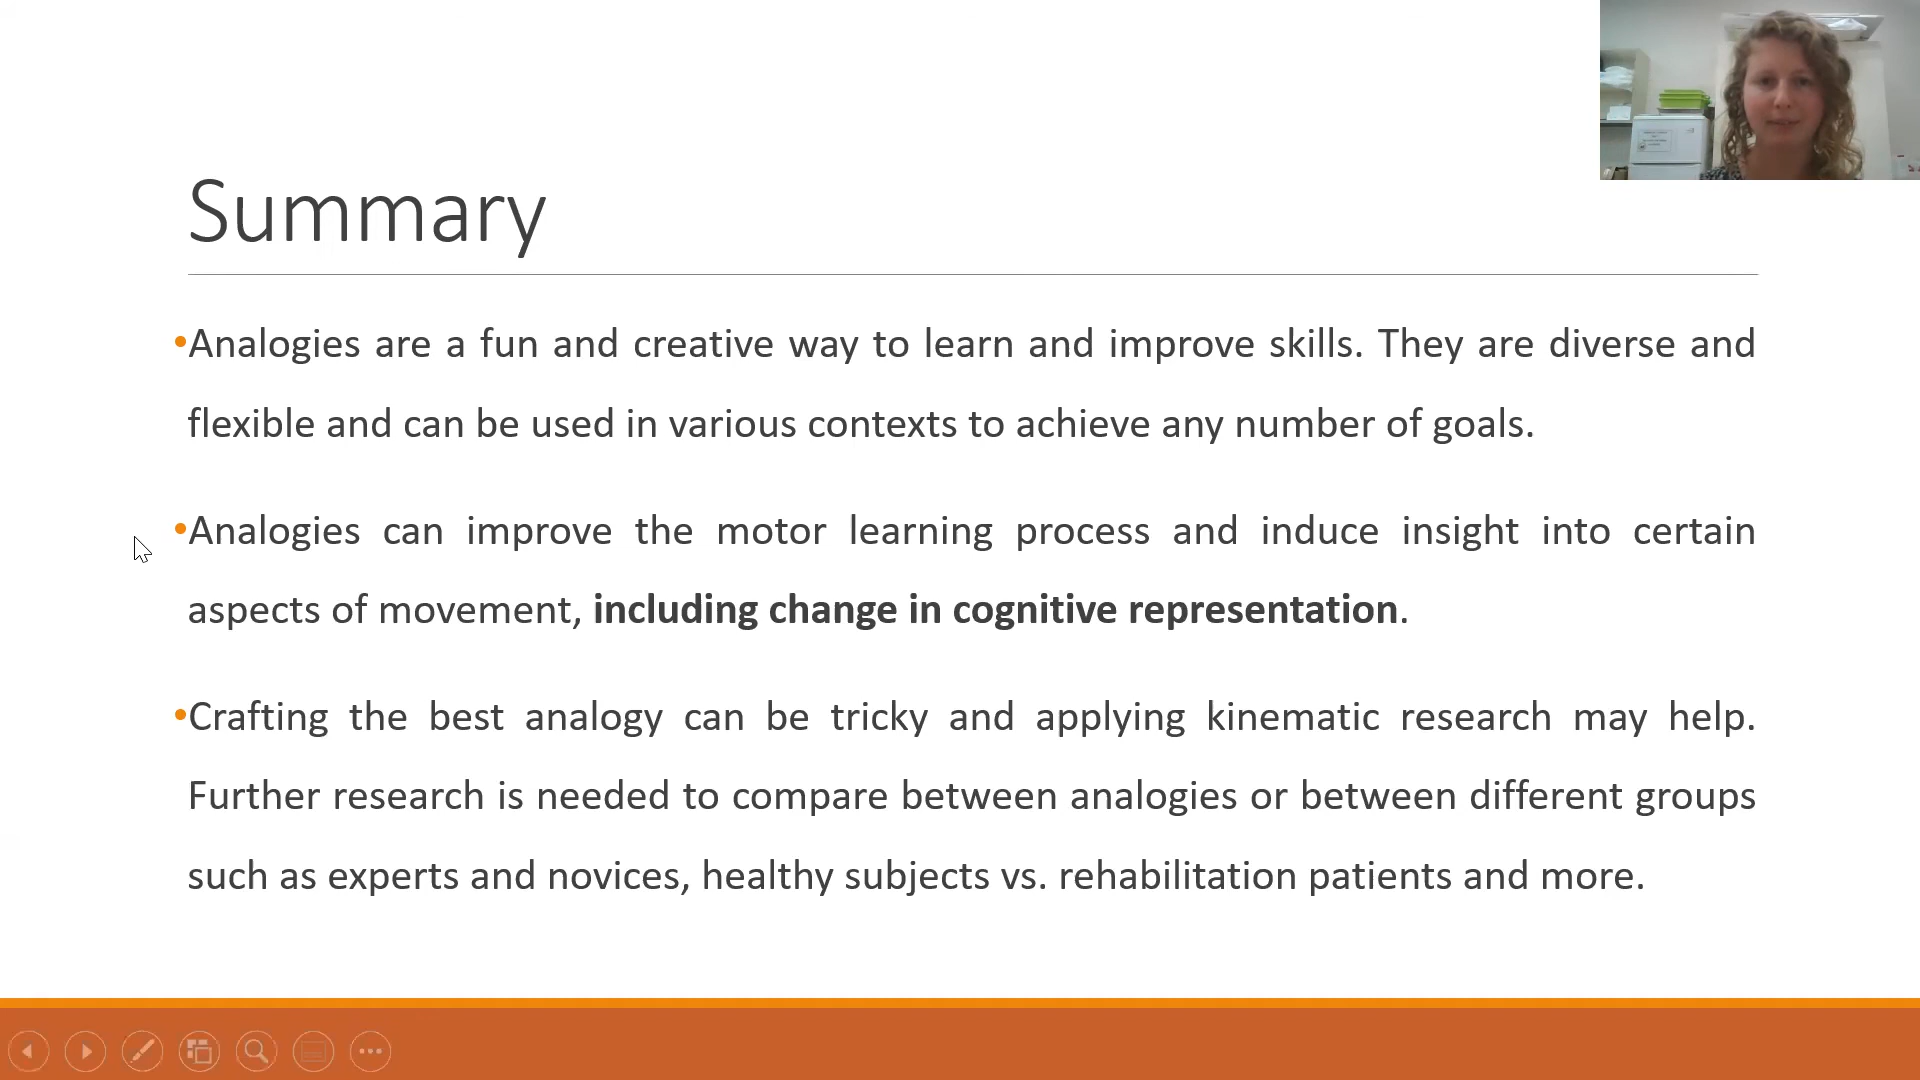 Summary
•Analogies are a fun and creative way to learn and improve skills. They are diverse and
flexible and can be used in various contexts to achieve any number of goals.
•Analogies can improve the motor learning process and induce insight into certain
aspects of movement, including change in cognitive representation.
•Crafting the best analogy can be tricky and applying kinematic research may help.
Further research is needed to compare between analogies or between different groups
such as experts and novices, healthy subjects vs. rehabilitation patients and more.